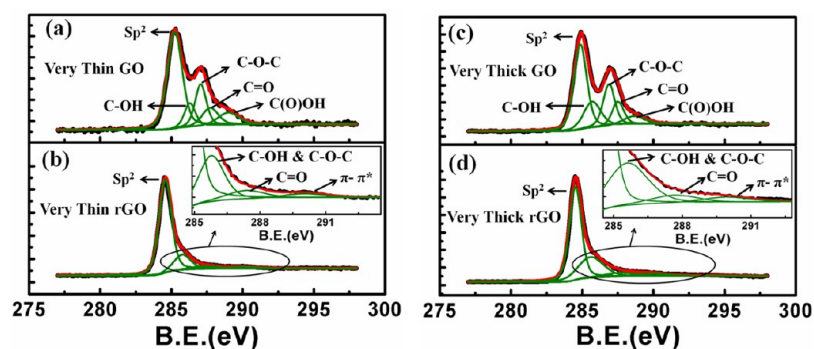 (a)
Sp²
Very Thin GO
C-O-C
C=O
C-OH
C(O)OH
(b)
Sp²
Very Thin rGO
C-OH & C-O-C
C=O
π- π*
285 288 291
B.E.(eV)
275 280 285 290 295 300
B.E.(eV)
(c)
Sp²
Very Thick GO
C-O-C
C=O
C-OH
C(O)OH
(d)
Sp²
Very Thick rGO
C-OH & C-O-C
C=O
π- π*
285 288 291
B.E.(eV)
275 280 285 290 295 300
B.E.(eV)